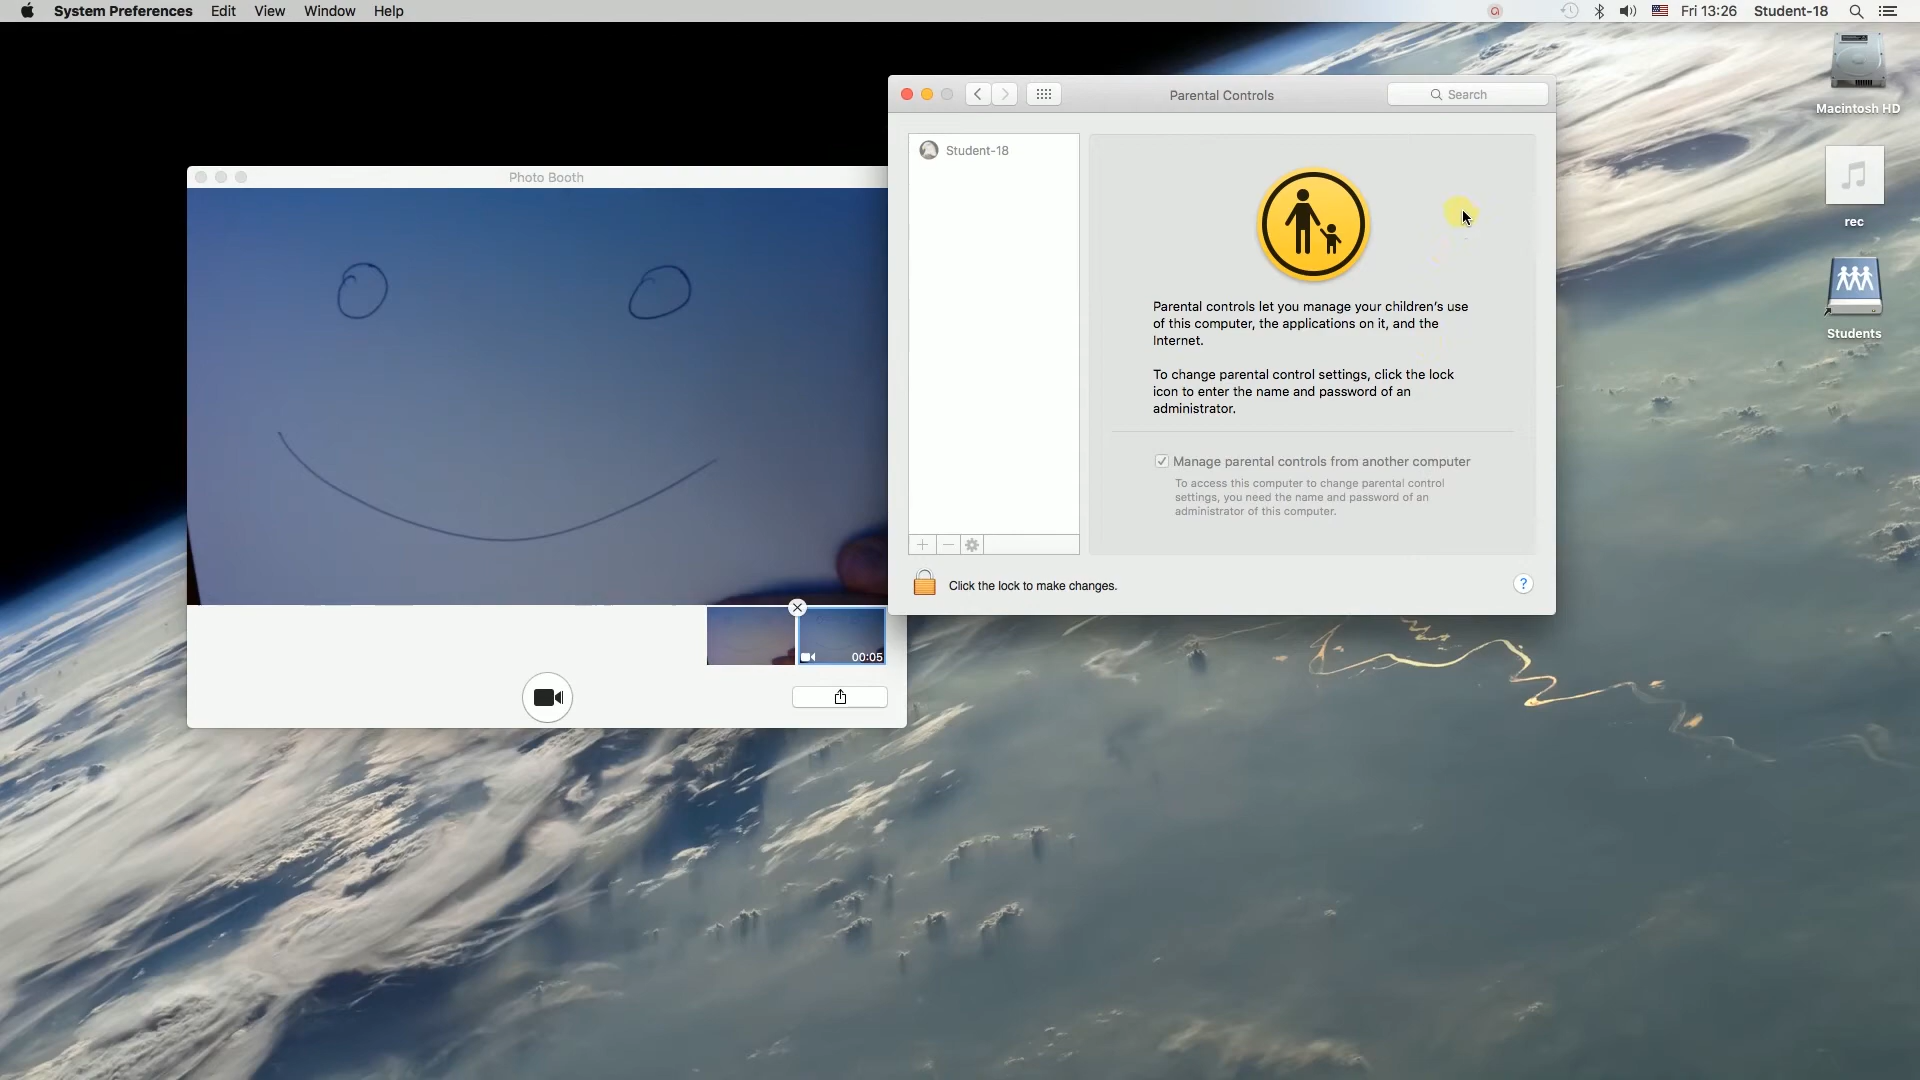 System Preferences Edit View Window Help
Fri 13:26 Student-18
Macintosh HD
rec
Students
Photo Booth
00:05
Parental Controls
Search
Student-18
Parental controls let you manage your children's use
of this computer, the applications on it, and the
Internet.
To change parental control settings, click the lock
icon to enter the name and password of an
administrator.
Manage parental controls from another computer
To access this computer to change parental control
settings, you need the name and password of an
administrator of this computer.
Click the lock to make changes.
?